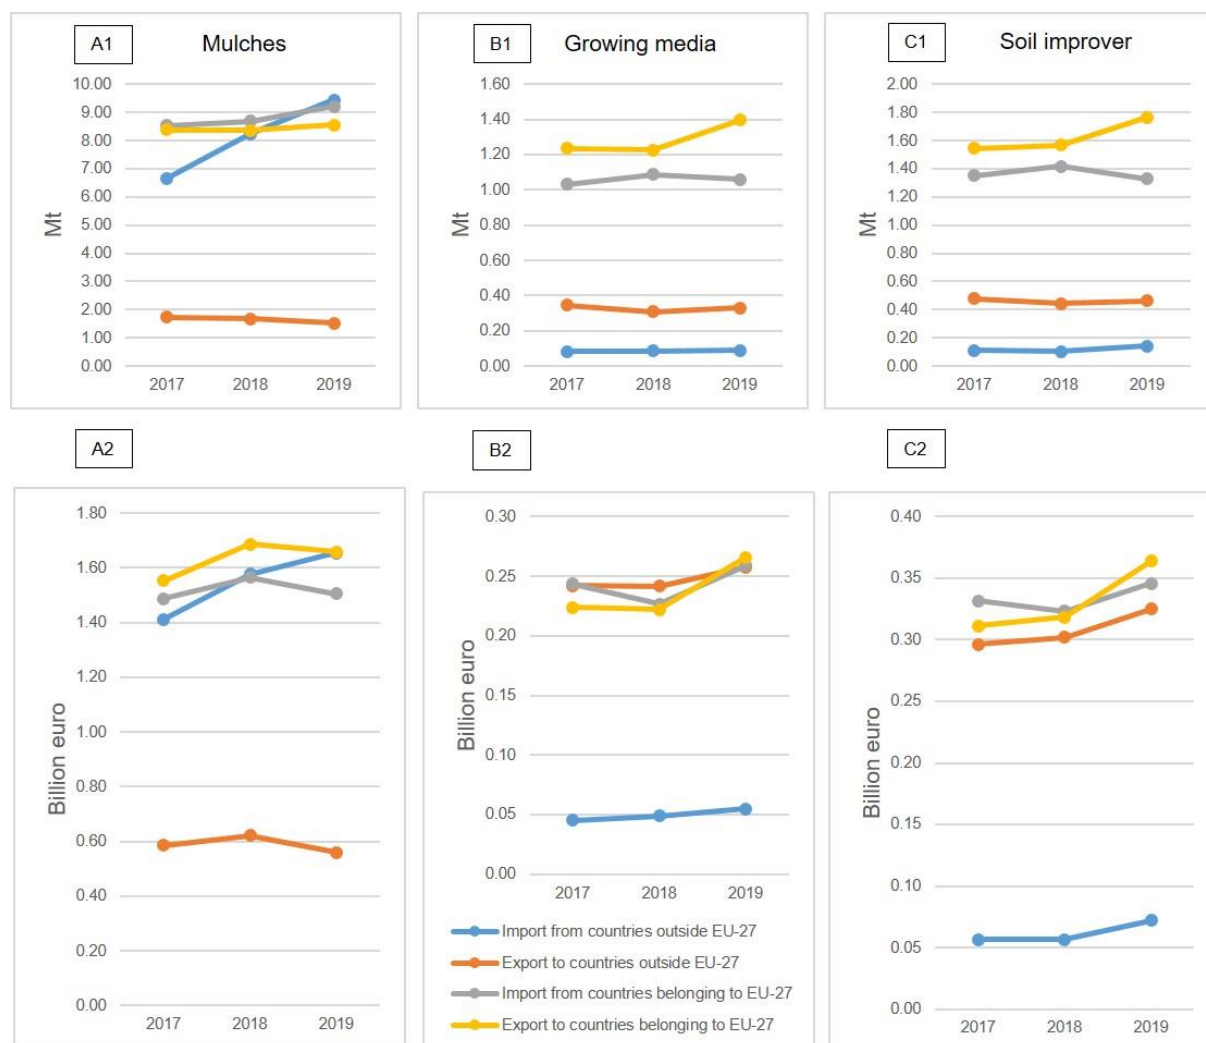 A1
Mulches
Mt
10.00
9.00
8.00
7.00
6.00
5.00
4.00
3.00
2.00
1.00
0.00
2017 2018 2019
B1
Growing media
Mt
1.60
1.40
1.20
1.00
0.80
0.60
0.40
0.20
0.00
2017 2018 2019
C1
Soil improver
Mt
2.00
1.80
1.60
1.40
1.20
1.00
0.80
0.60
0.40
0.20
0.00
2017 2018 2019
A2
Billion euro
1.80
1.60
1.40
1.20
1.00
0.80
0.60
0.40
0.20
0.00
2017 2018 2019
B2
Billion euro
0.30
0.25
0.20
0.15
0.10
0.05
0.00
2017 2018 2019
Import from countries outside EU-27
Export to countries outside EU-27
Import from countries belonging to EU-27
Export to countries belonging to EU-27
C2
Billion euro
0.40
0.35
0.30
0.25
0.20
0.15
0.10
0.05
0.00
2017 2018 2019